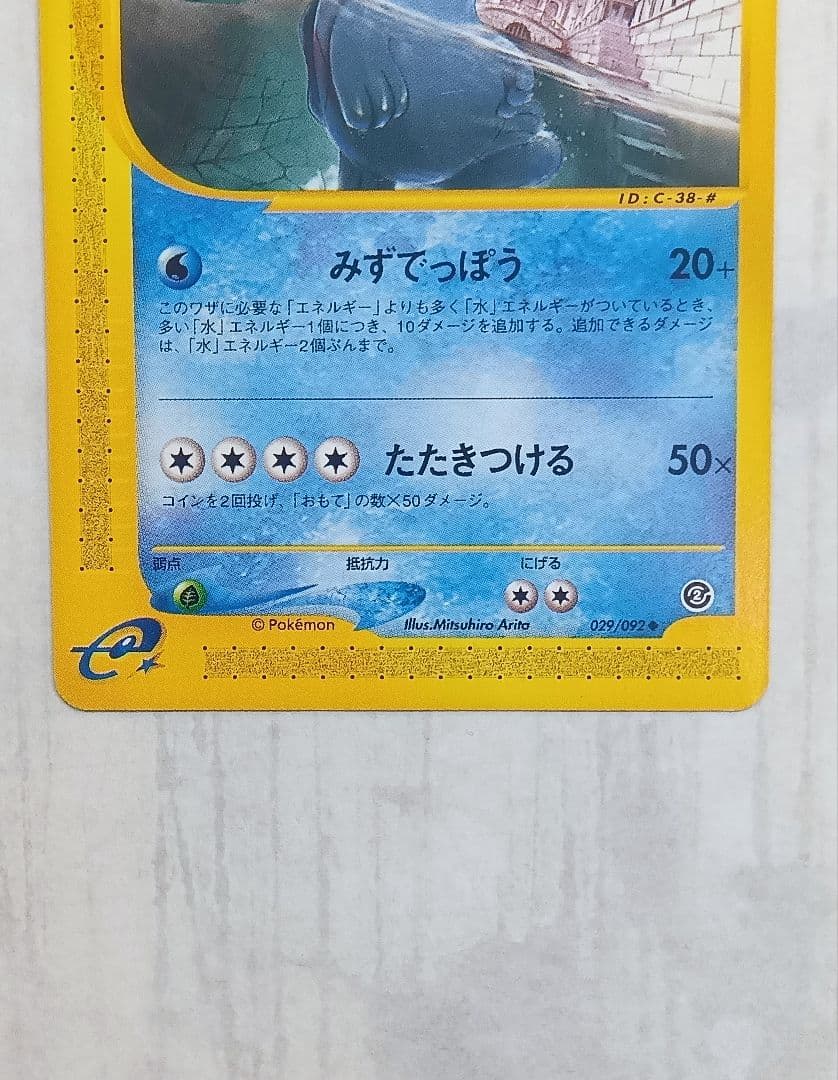 ID:C-38-#
みずでっぽう 20+
このワザに必要な「エネルギー」よりも多く「水」エネルギーがついているとき、
多い「水」エネルギー1個につき、10ダメージを追加する。追加できるダメージ
は、「水」エネルギー2個ぶんまで。
たたきつける 50×
コインを2回投げ、「おもて」の数×50ダメージ。
弱点 抵抗力 にげる
© Pokémon Illus.Mitsuhiro Arita 029/092◆